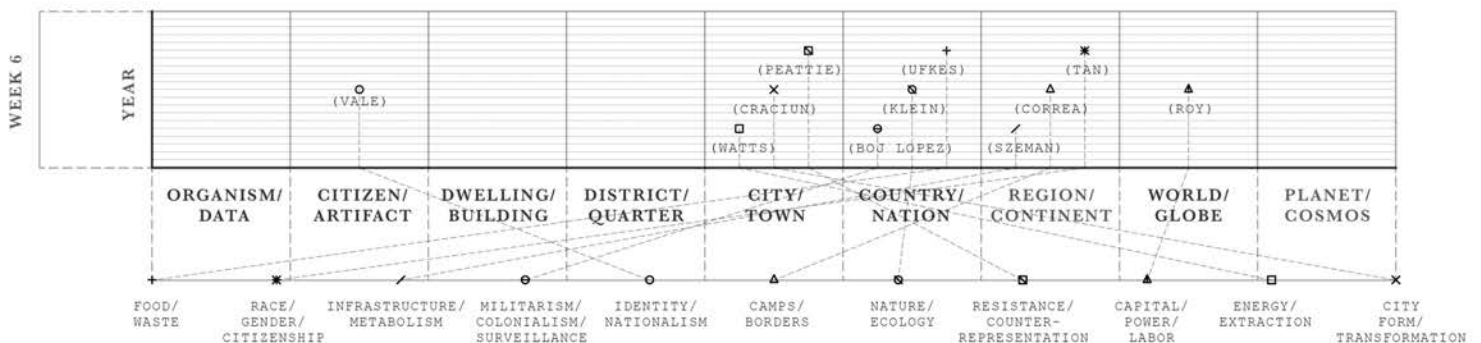 WEEK 6
YEAR
(PEATTIE) (UFKES) (TAN)
(VALE) (CRACIUN) (KLEIN) (CORREA) (ROY)
(WATTS) (BOJ LOPEZ) (SZEMAN)
ORGANISM/ CITIZEN/ DWELLING/ DISTRICT/ CITY/ COUNTRY/ REGION/ WORLD/ PLANET/
DATA ARTIFACT BUILDING QUARTER TOWN NATION CONTINENT GLOBE COSMOS
FOOD/ RACE/ INFRASTRUCTURE/ MILITARISM/ IDENTITY/ CAMPS/ NATURE/ RESISTANCE/ CAPITAL/ ENERGY/ CITY
WASTE GENDER/ METABOLISM COLONIALISM/ NATIONALISM BORDERS ECOLOGY COUNTER- POWER/ EXTRACTION FORM/
CITIZENSHIP SURVEILLANCE REPRESENTATION LABOR TRANSFORMATION